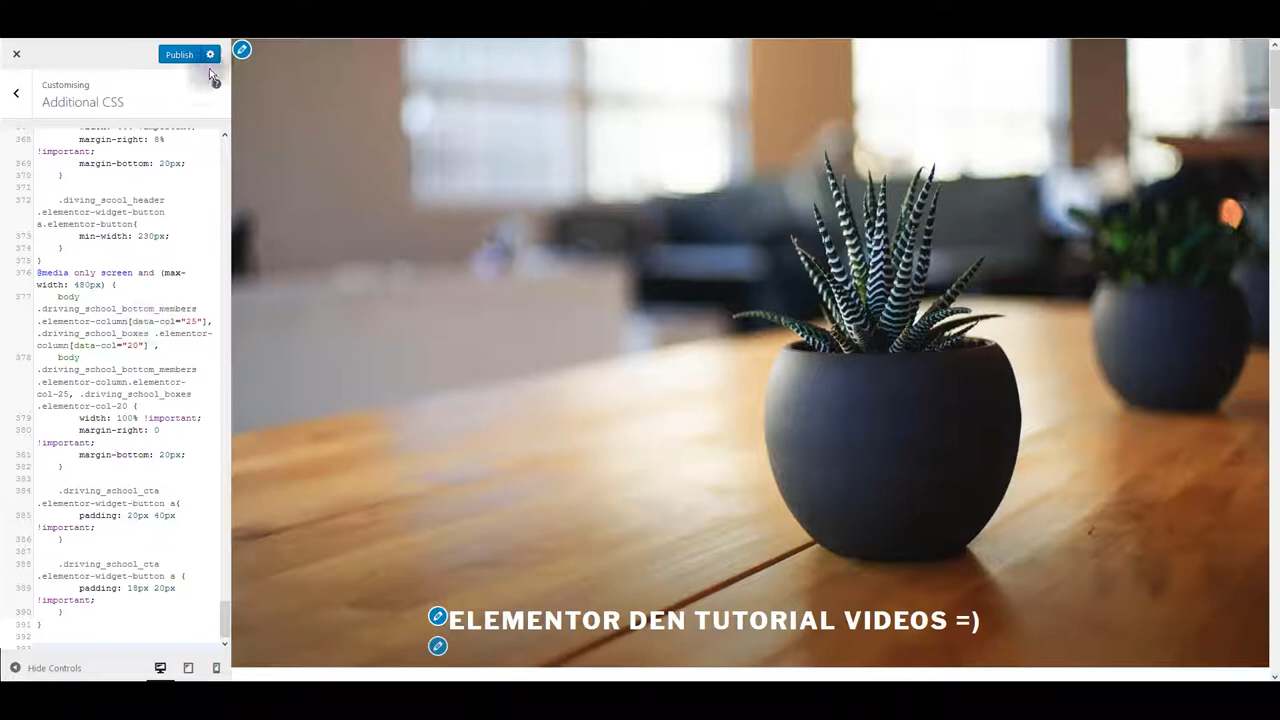 Publish
Customising
Additional CSS
368 margin-right: 8%
!important;
369 margin-bottom: 20px;
370 }
371
372 .diving_scool_header
.elementor-widget-button
a.elementor-button{
373 min-width: 230px;
374 }
375 }
376 @media only screen and (max-
width: 480px) {
377 body
.driving_school_bottom_members
.elementor-column[data-col="25"],
.driving_school_boxes .elementor-
column[data-col="20"] ,
378 body
.driving_school_bottom_members
.elementor-column.elementor-
col-25, .driving_school_boxes
.elementor-col-20 {
379 width: 100% !important;
380 margin-right: 0
!important;
381 margin-bottom: 20px;
382 }
383
384 .driving_school_cta
.elementor-widget-button a{
385 padding: 20px 40px
!important;
386 }
387
388 .driving_school_cta
.elementor-widget-button a {
389 padding: 18px 20px
!important;
390 }
391 }
392
Hide Controls
ELEMENTOR DEN TUTORIAL VIDEOS =)